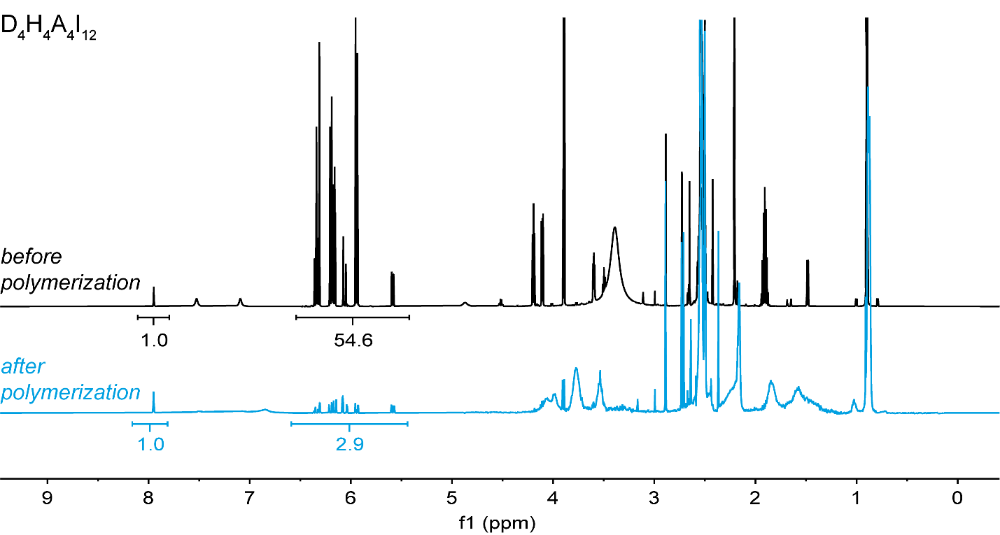 D₄H₄A₄I₁₂
before
polymerization
1.0
54.6
after
polymerization
1.0
2.9
9 8 7 6 5 4 3 2 1 0
f1 (ppm)